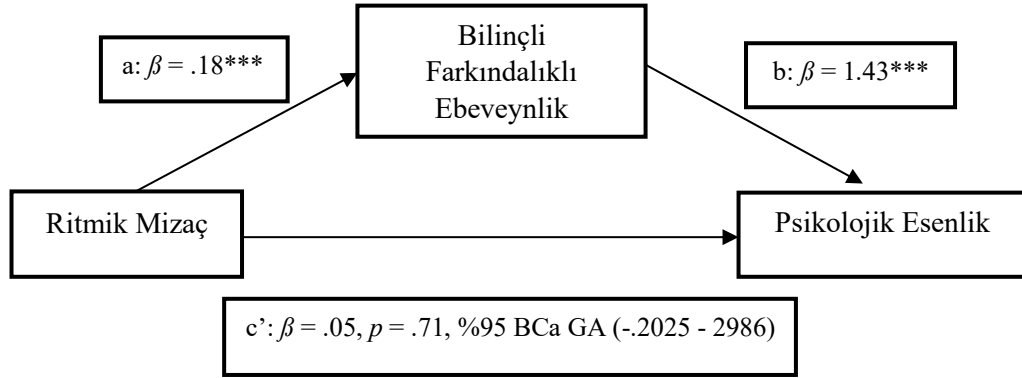 Bilinçli
Farkındalıklı
Ebeveynlik
a: β = .18***
b: β = 1.43***
Ritmik Mizaç
Psikolojik Esenlik
c’: β = .05, p = .71, %95 BCa GA (-.2025 - 2986)